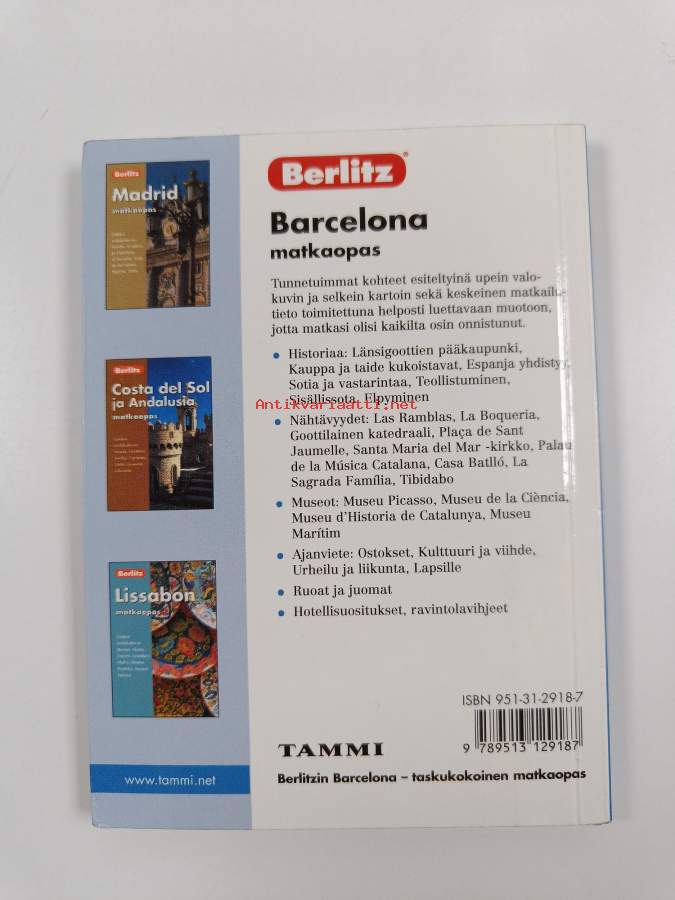 Berlitz
Madrid
matkaopas
Berlitz
Costa del Sol
ja Andalusia
matkaopas
Berlitz
Lissabon
matkaopas
www.tammi.net
Berlitz®
Barcelona
matkaopas
Tunnetuimmat kohteet esiteltyinä upein valo-
kuvin ja selkein kartoin sekä keskeinen matkailu-
tieto toimitettuna helposti luettavaan muotoon,
jotta matkasi olisi kaikilta osin onnistunut.
• Historiaa: Länsigoottien pääkaupunki,
Kauppa ja taide kukoistavat, Espanja yhdistyy,
Sotia ja vastarintaa, Teollistuminen,
Sisällissota, Elpyminen
Antikvariaatti.net
• Nähtävyydet: Las Ramblas, La Boqueria,
Goottilainen katedraali, Plaça de Sant
Jaumelle, Santa Maria del Mar -kirkko, Palau
de la Música Catalana, Casa Batlló, La
Sagrada Família, Tibidabo
• Museot: Museu Picasso, Museu de la Ciència,
Museu d'Historia de Catalunya, Museu
Marítim
• Ajanviete: Ostokset, Kulttuuri ja viihde,
Urheilu ja liikunta, Lapsille
• Ruoat ja juomat
• Hotellisuositukset, ravintolavihjeet
ISBN 951-31-2918-7
9 789513 129187
TAMMI
Berlitzin Barcelona – taskukokoinen matkaopas